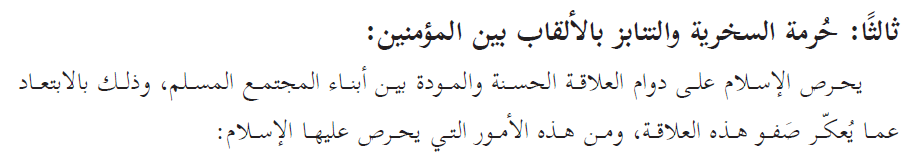 ثالثًا: حُرمة السخرية والتنابز بالألقاب بين المؤمنين:
يحرص الإسلام على دوام العلاقة الحسنة والمودة بين أبناء المجتمع المسلم، وذلك بالابتعاد
عما يُعكّر صَفو هذه العلاقة، ومن هذه الأمور التي يحرص عليها الإسلام: